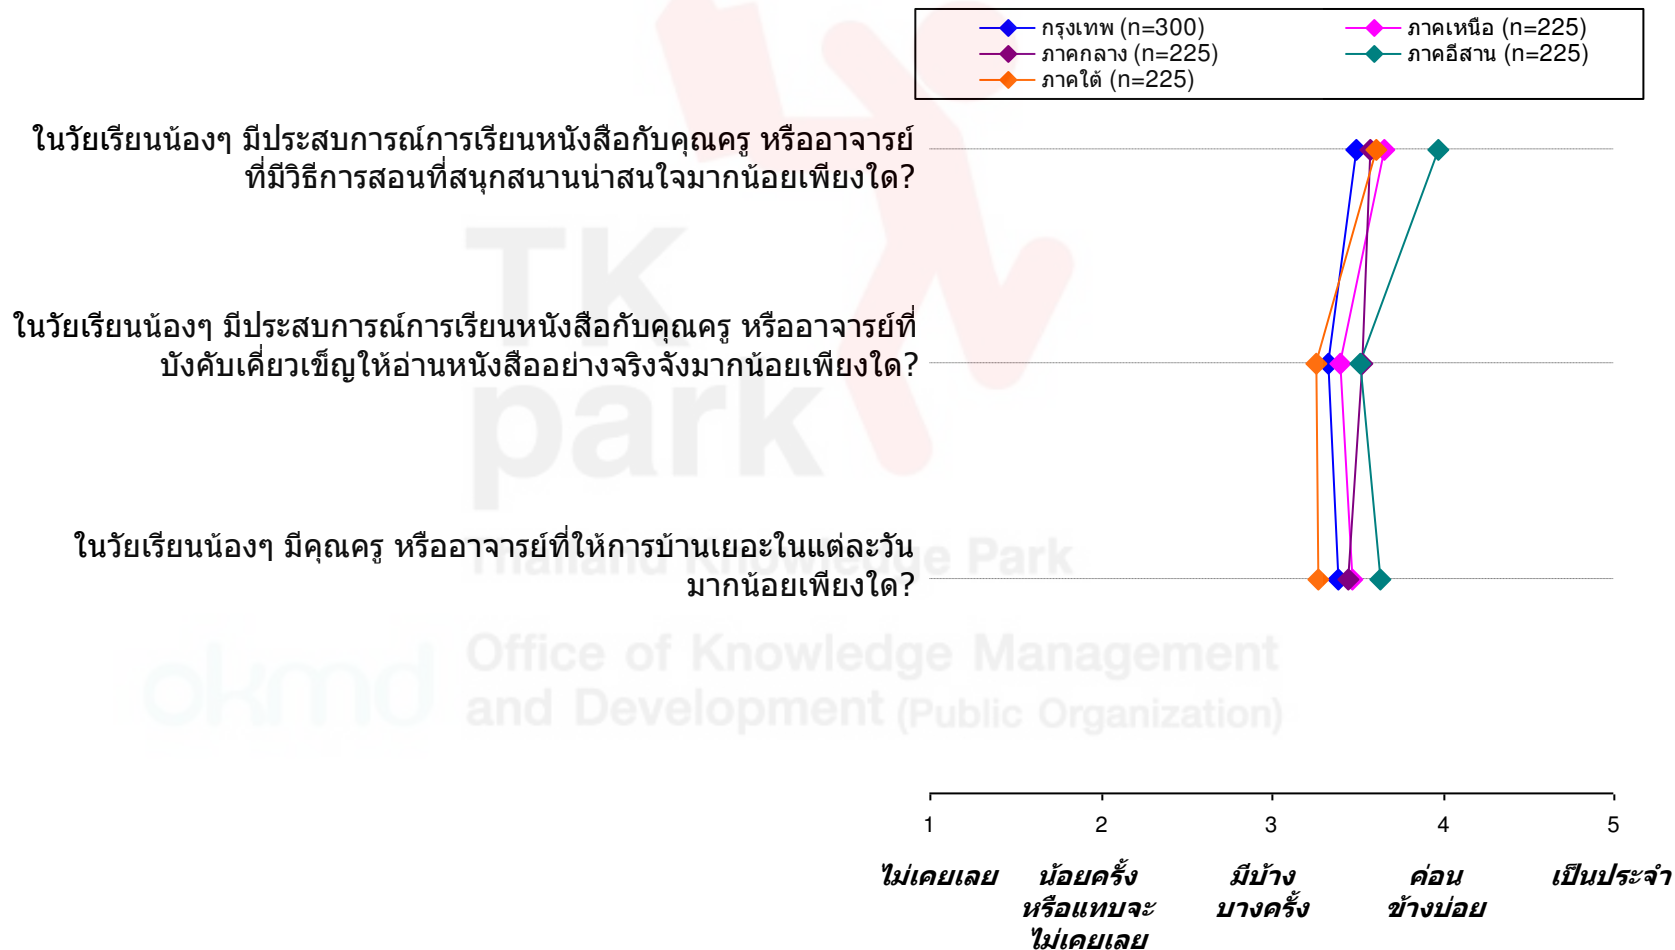 กรุงเทพ (n=300)
ภาคเหนือ (n=225)
ภาคกลาง (n=225)
ภาคอีสาน (n=225)
ภาคใต้ (n=225)
ในวัยเรียนน้องๆ มีประสบการณ์การเรียนหนังสือกับคุณครู หรืออาจารย์
ที่มีวิธีการสอนที่สนุกสนานน่าสนใจมากน้อยเพียงใด?
ในวัยเรียนน้องๆ มีประสบการณ์การเรียนหนังสือกับคุณครู หรืออาจารย์ที่
บังคับเคี่ยวเข็ญให้อ่านหนังสืออย่างจริงจังมากน้อยเพียงใด?
ในวัยเรียนน้องๆ มีคุณครู หรืออาจารย์ที่ให้การบ้านเยอะในแต่ละวัน
มากน้อยเพียงใด?
TK
park
Thailand Knowledge Park
okmd
Office of Knowledge Management
and Development (Public Organization)
1 2 3 4 5
ไม่เคยเลย น้อยครั้ง มีบ้าง ค่อน เป็นประจำ
หรือแทบจะ บางครั้ง ข้างบ่อย
ไม่เคยเลย